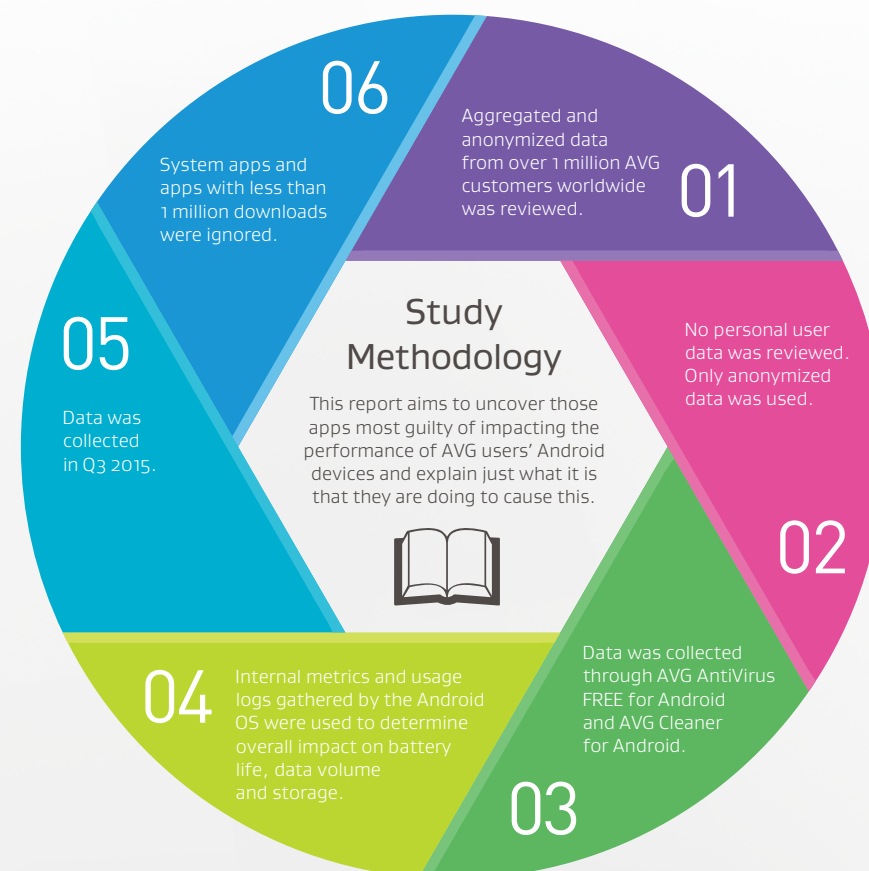 Study
Methodology
This report aims to uncover those
apps most guilty of impacting the
performance of AVG users’ Android
devices and explain just what it is
that they are doing to cause this.
01
Aggregated and
anonymized data
from over 1 million AVG
customers worldwide
was reviewed.
02
No personal user
data was reviewed.
Only anonymized
data was used.
03
Data was collected
through AVG AntiVirus
FREE for Android
and AVG Cleaner
for Android.
04
Internal metrics and usage
logs gathered by the Android
OS were used to determine
overall impact on battery
life, data volume
and storage.
05
Data was
collected
in Q3 2015.
06
System apps and
apps with less than
1 million downloads
were ignored.